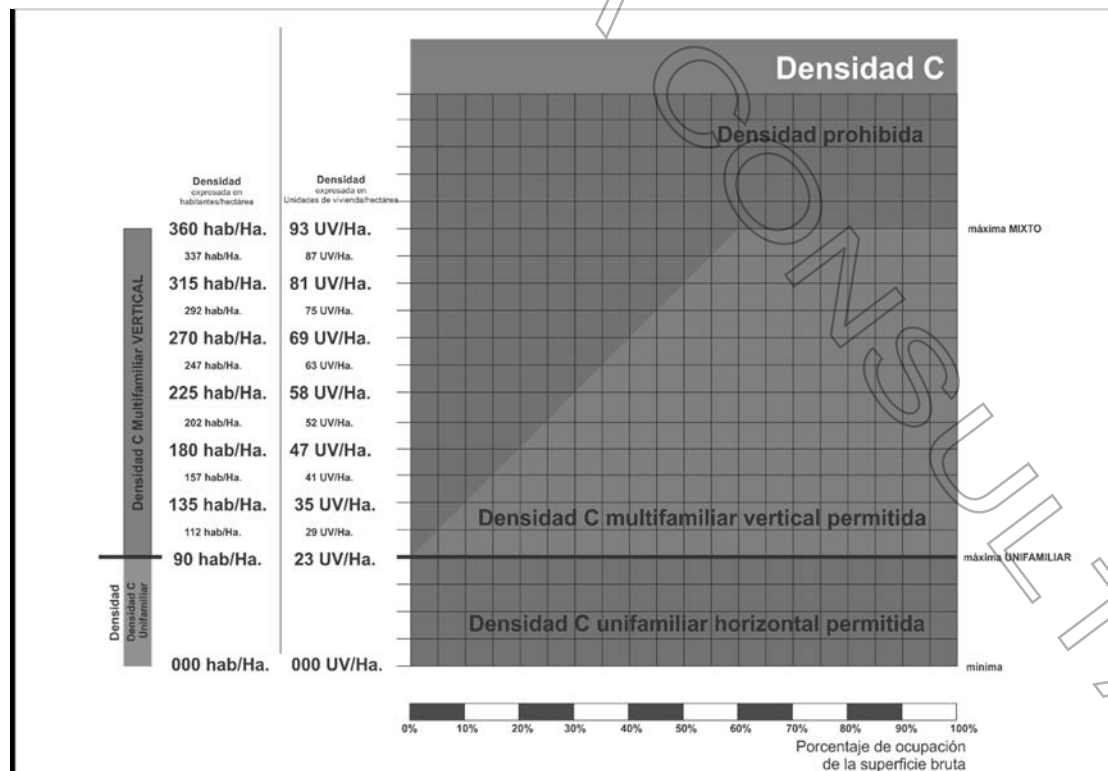 Densidad C
Densidad prohibida
Densidad
expresada en
habitantes/hectárea
Densidad
expresada en
Unidades de vivienda/hectárea
360 hab/Ha. 93 UV/Ha.
máxima MIXTO
337 hab/Ha. 87 UV/Ha.
315 hab/Ha. 81 UV/Ha.
292 hab/Ha. 75 UV/Ha.
270 hab/Ha. 69 UV/Ha.
247 hab/Ha. 63 UV/Ha.
225 hab/Ha. 58 UV/Ha.
202 hab/Ha. 52 UV/Ha.
180 hab/Ha. 47 UV/Ha.
157 hab/Ha. 41 UV/Ha.
135 hab/Ha. 35 UV/Ha.
112 hab/Ha. 29 UV/Ha.
90 hab/Ha. 23 UV/Ha.
000 hab/Ha. 000 UV/Ha.
Densidad C Multifamiliar VERTICAL
Densidad
Densidad C
Unifamiliar
Densidad C multifamiliar vertical permitida
máxima UNIFAMILIAR
Densidad C unifamiliar horizontal permitida
minima
0% 10% 20% 30% 40% 50% 60% 70% 80% 90% 100%
Porcentaje de ocupación
de la superficie bruta
CONSULTA